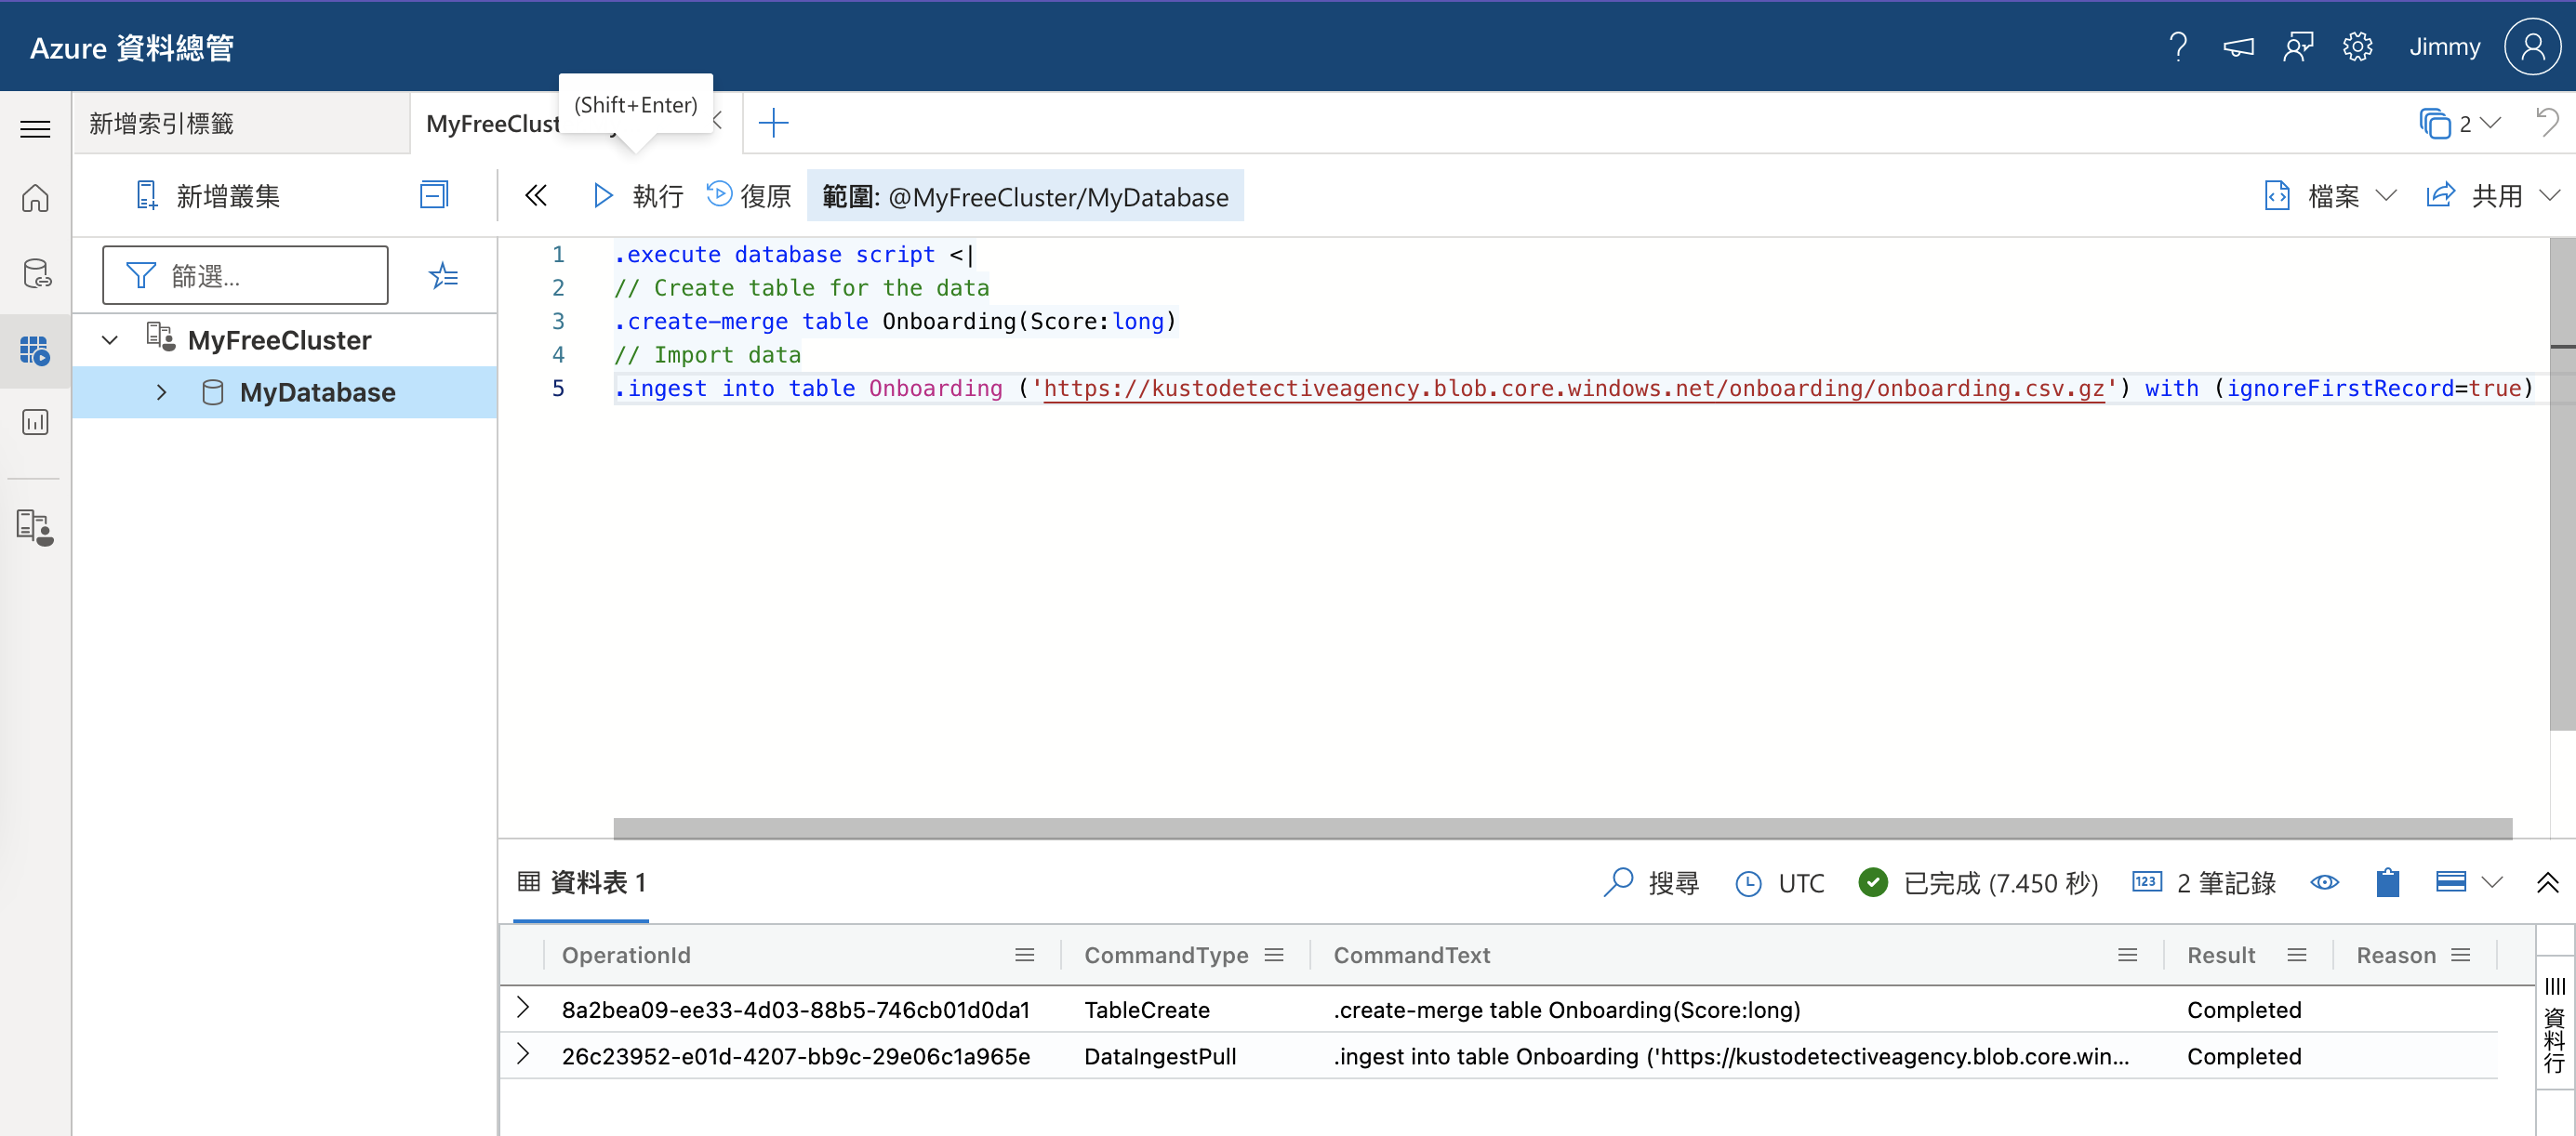 Azure 資料總管
Jimmy
新增索引標籤
MyFreeClust
(Shift+Enter)
2
新增叢集
執行
復原
範圍: @MyFreeCluster/MyDatabase
檔案
共用
篩選...
MyFreeCluster
MyDatabase
1 .execute database script <|
2 // Create table for the data
3 .create-merge table Onboarding(Score:long)
4 // Import data
5 .ingest into table Onboarding ('https://kustodetectiveagency.blob.core.windows.net/onboarding/onboarding.csv.gz') with (ignoreFirstRecord=true)
資料表 1
搜尋
UTC
已完成 (7.450 秒)
123
2 筆記錄
OperationId CommandType CommandText Result Reason
8a2bea09-ee33-4d03-88b5-746cb01d0da1 TableCreate .create-merge table Onboarding(Score:long) Completed
26c23952-e01d-4207-bb9c-29e06c1a965e DataIngestPull .ingest into table Onboarding ('https://kustodetectiveagency.blob.core.win... Completed
資料行